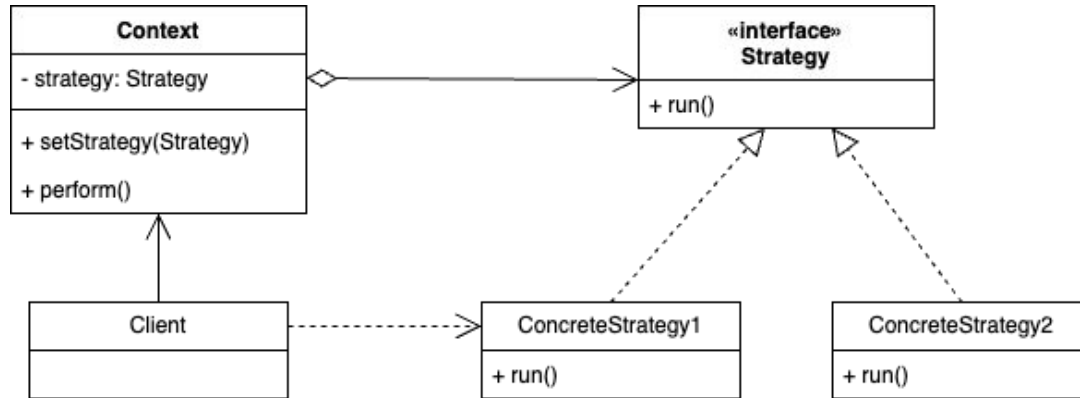 Context
- strategy: Strategy
+ setStrategy(Strategy)
+ perform()
«interface»
Strategy
+ run()
Client
ConcreteStrategy1
+ run()
ConcreteStrategy2
+ run()